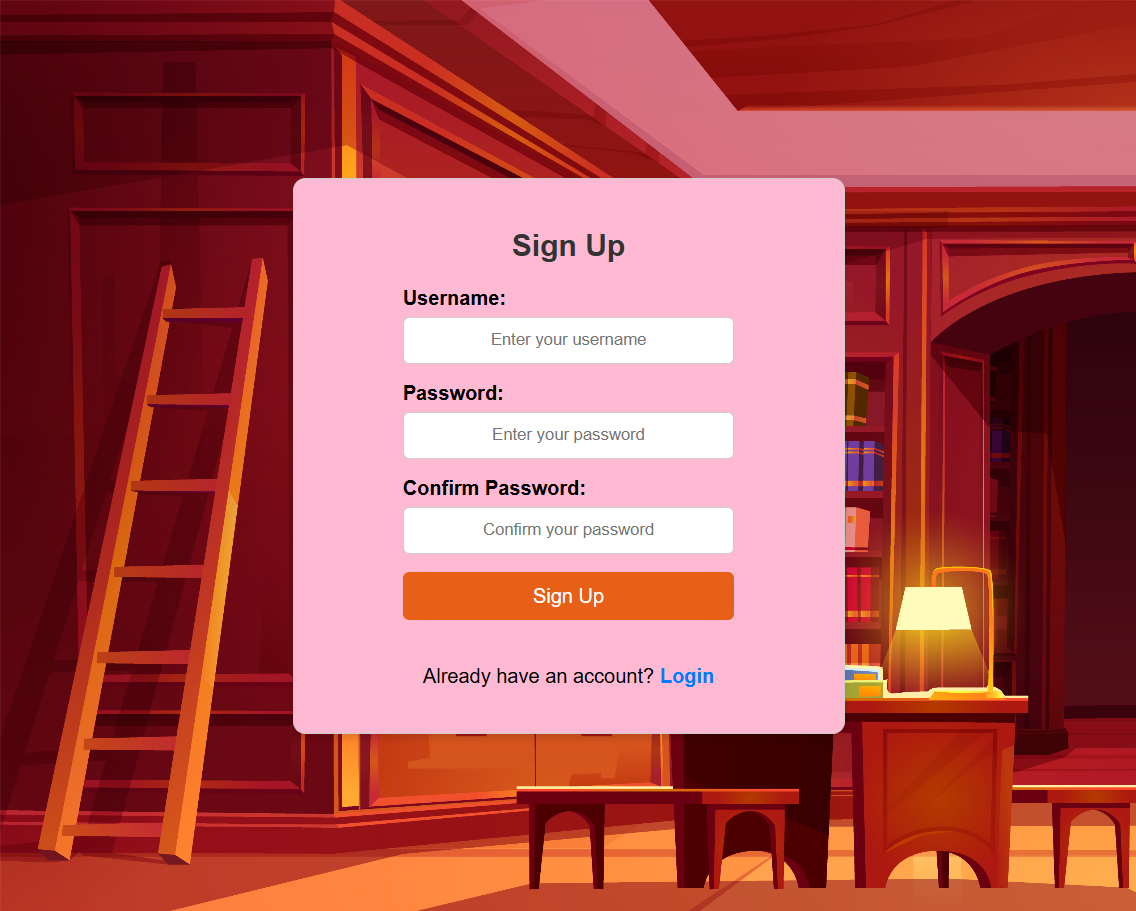 Sign Up
Username:
Enter your username
Password:
Enter your password
Confirm Password:
Confirm your password
Sign Up
Already have an account? Login